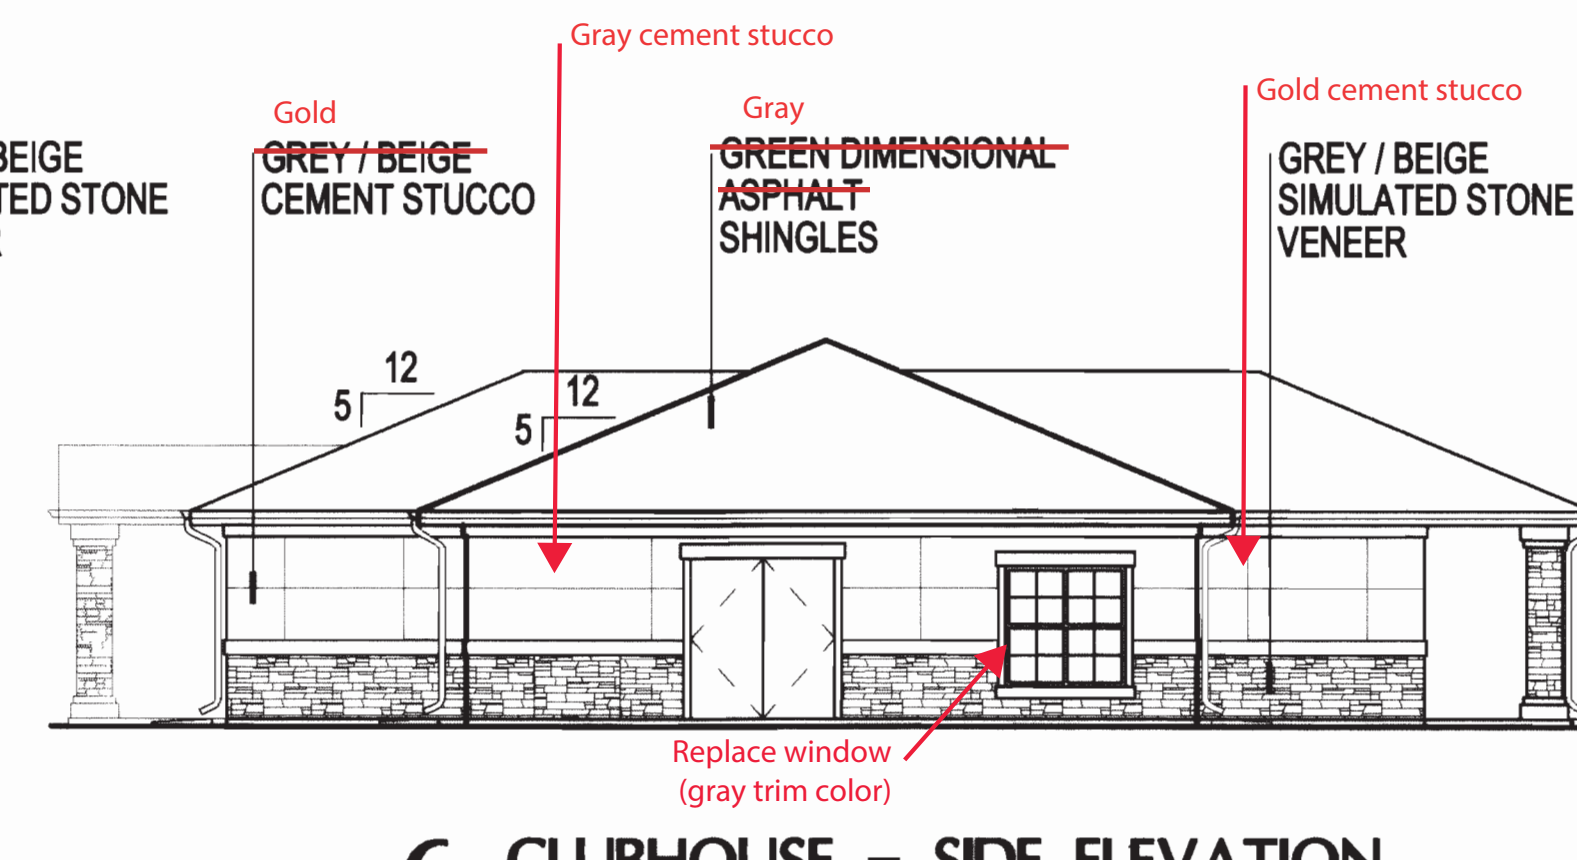 Gray cement stucco
Gold cement stucco
Gold
Gray
BEIGE
TED STONE
GREY / BEIGE
CEMENT STUCCO
GREEN DIMENSIONAL
ASPHALT
SHINGLES
GREY / BEIGE
SIMULATED STONE
VENEER
12
5
12
5
Replace window
(gray trim color)
CLUBHOUSE - SIDE ELEVATION